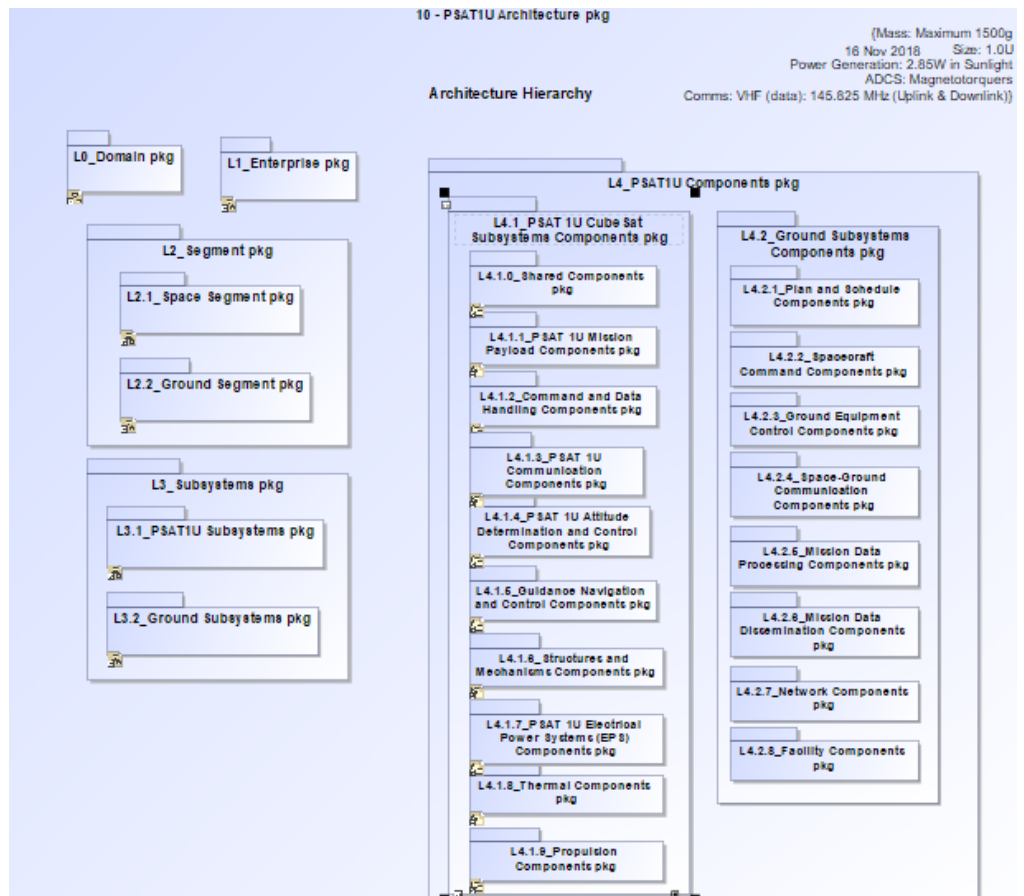 10 - PSAT1U Architecture pkg
{Mass: Maximum 1500g
16 Nov 2018 Size: 1.0U
Power Generation: 2.85W in Sunlight
ADCS: Magnetotorquers
Comms: VHF (data): 145.825 MHz (Uplink & Downlink)}
Architecture Hierarchy
L0_Domain pkg
L1_Enterprise pkg
L2_Segment pkg
L2.1_Space Segment pkg
L2.2_Ground Segment pkg
L3_Subsystems pkg
L3.1_PSAT1U Subsystems pkg
L3.2_Ground Subsystems pkg
L4_PSAT1U Components pkg
L4.1_PSAT 1U CubeSat
Subsystems Components pkg
L4.1.0_Shared Components
pkg
L4.1.1_PSAT 1U Mission
Payload Components pkg
L4.1.2_Command and Data
Handling Components pkg
L4.1.3_PSAT 1U
Communication
Components pkg
L4.1.4_PSAT 1U Attitude
Determination and Control
Components pkg
L4.1.5_Guidance Navigation
and Control Components pkg
L4.1.6_Structures and
Mechanisms Components pkg
L4.1.7_PSAT 1U Electrical
Power Systems (EPS)
Components pkg
L4.1.8_Thermal Components
pkg
L4.1.9_Propulsion
Components pkg
L4.2_Ground Subsystems
Components pkg
L4.2.1_Plan and Schedule
Components pkg
L4.2.2_Spacecraft
Command Components pkg
L4.2.3_Ground Equipment
Control Components pkg
L4.2.4_Space-Ground
Communication
Components pkg
L4.2.5_Mission Data
Processing Components pkg
L4.2.6_Mission Data
Dissemination Components
pkg
L4.2.7_Network Components
pkg
L4.2.8_Facility Components
pkg